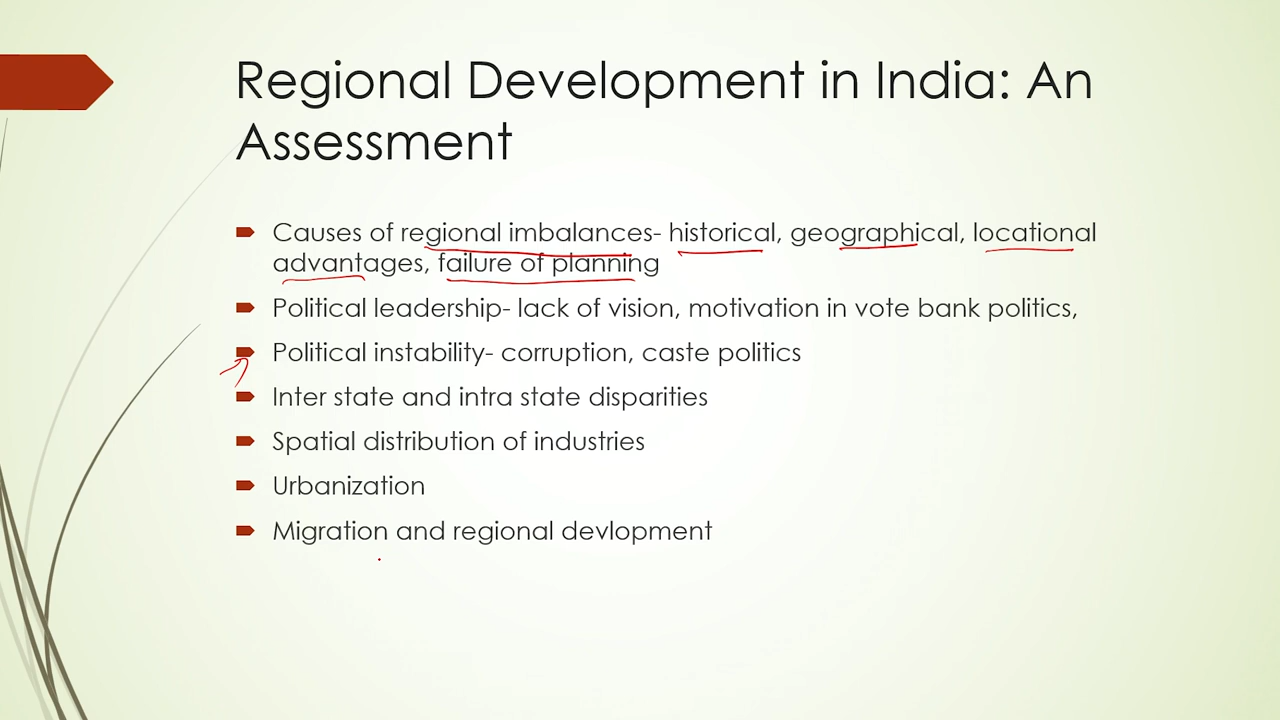 Regional Development in India: An
Assessment
Causes of regional imbalances- historical, geographical, locational
advantages, failure of planning
Political leadership- lack of vision, motivation in vote bank politics,
Political instability- corruption, caste politics
Inter state and intra state disparities
Spatial distribution of industries
Urbanization
Migration and regional devlopment